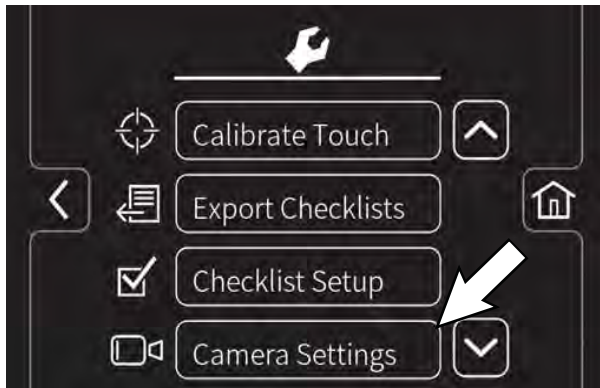 Calibrate Touch
Export Checklists
Checklist Setup
Camera Settings